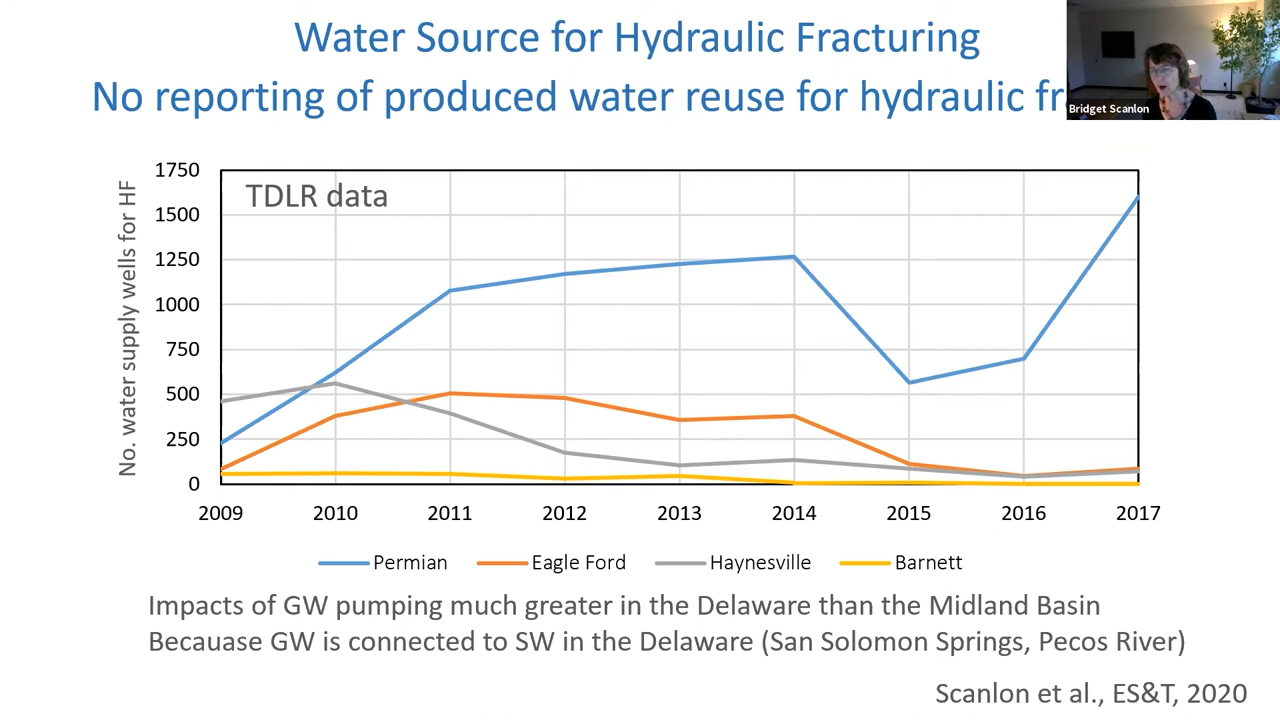 Water Source for Hydraulic Fracturing
No reporting of produced water reuse for hydraulic fr
Bridget Scanlon
TDLR data
No. water supply wells for HF
1750
1500
1250
1000
750
500
250
0
2009 2010 2011 2012 2013 2014 2015 2016 2017
Permian Eagle Ford Haynesville Barnett
Impacts of GW pumping much greater in the Delaware than the Midland Basin
Becauase GW is connected to SW in the Delaware (San Solomon Springs, Pecos River)
Scanlon et al., ES&T, 2020